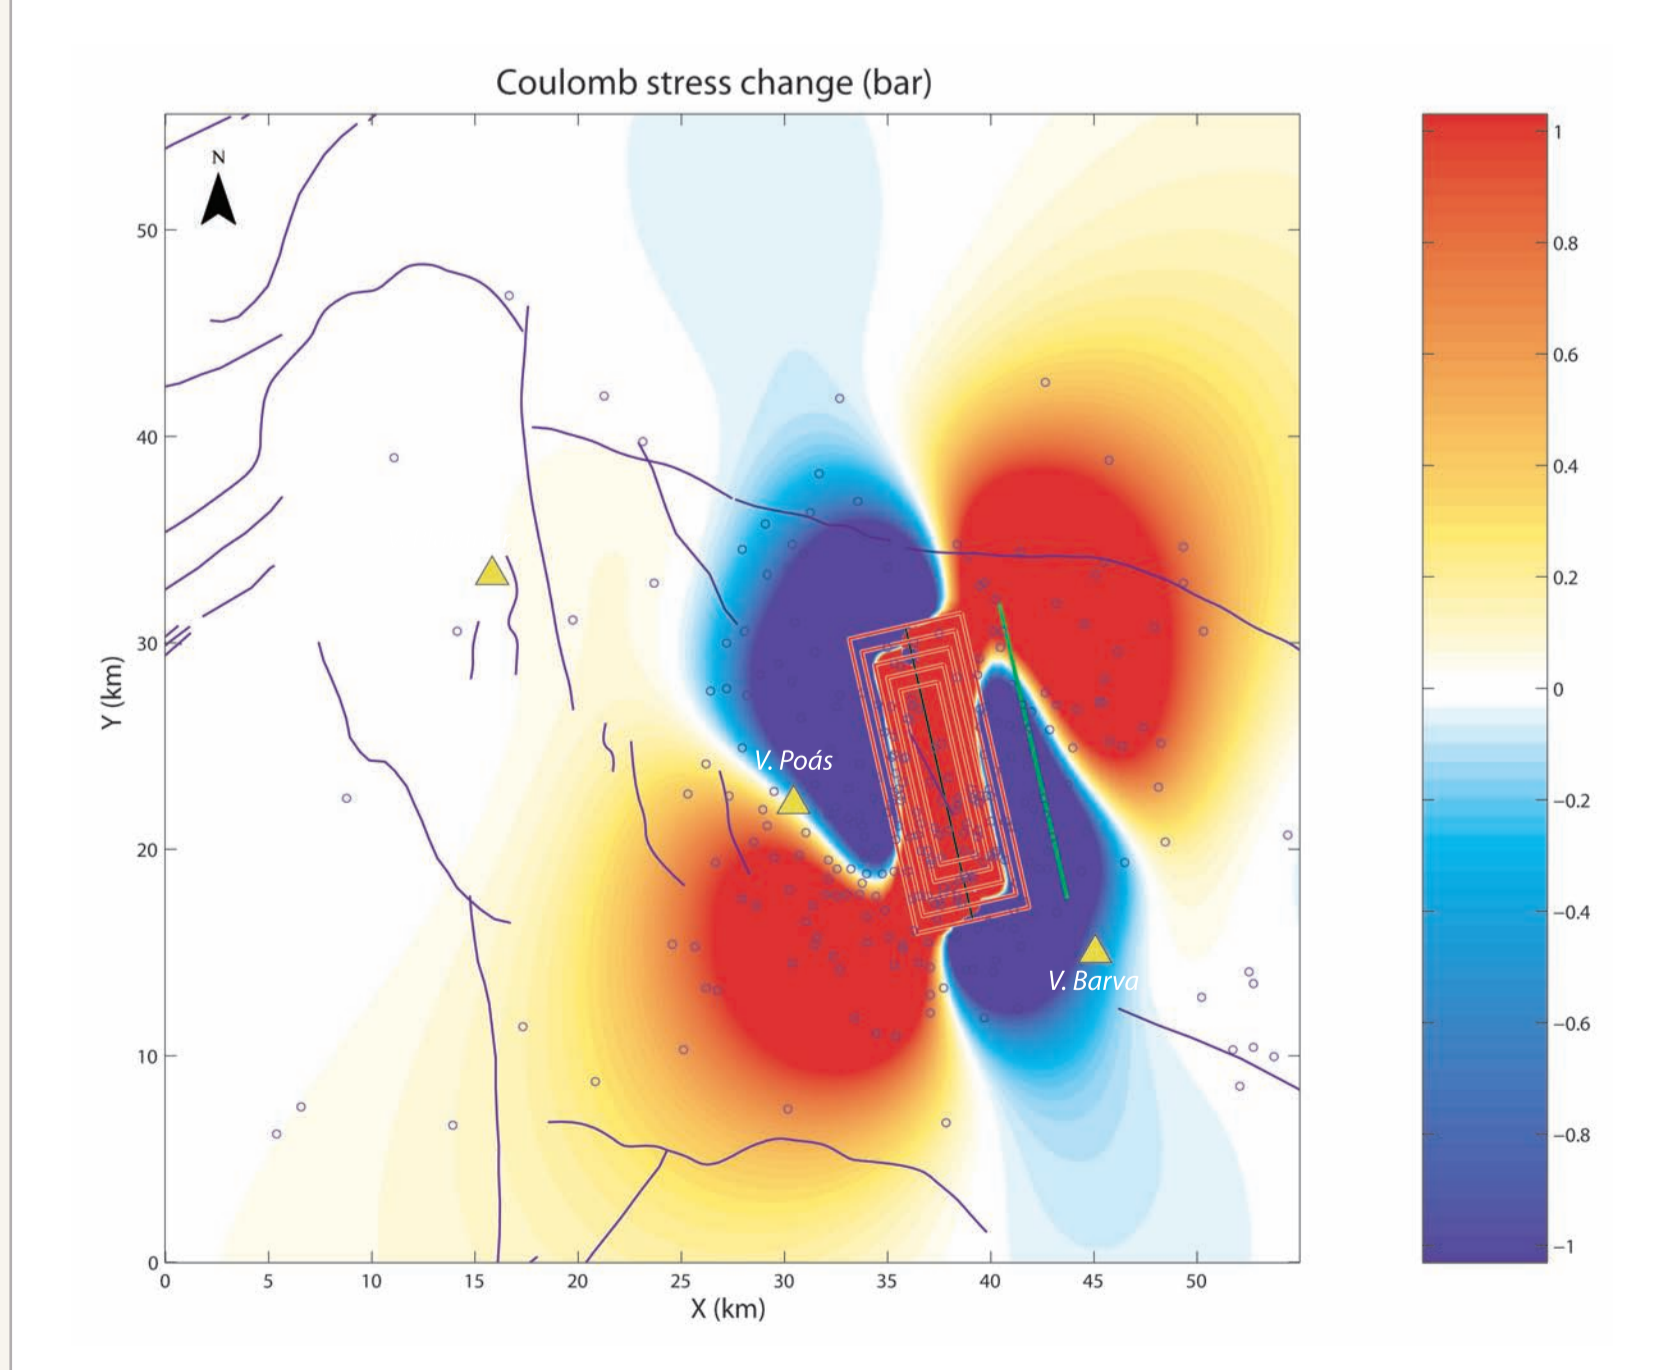 Coulomb stress change (bar)
N
50
40
30
20
10
0
Y (km)
V. Poás
V. Barva
0 5 10 15 20 25 30 35 40 45 50
X (km)
1
0.8
0.6
0.4
0.2
0
−0.2
−0.4
−0.6
−0.8
−1